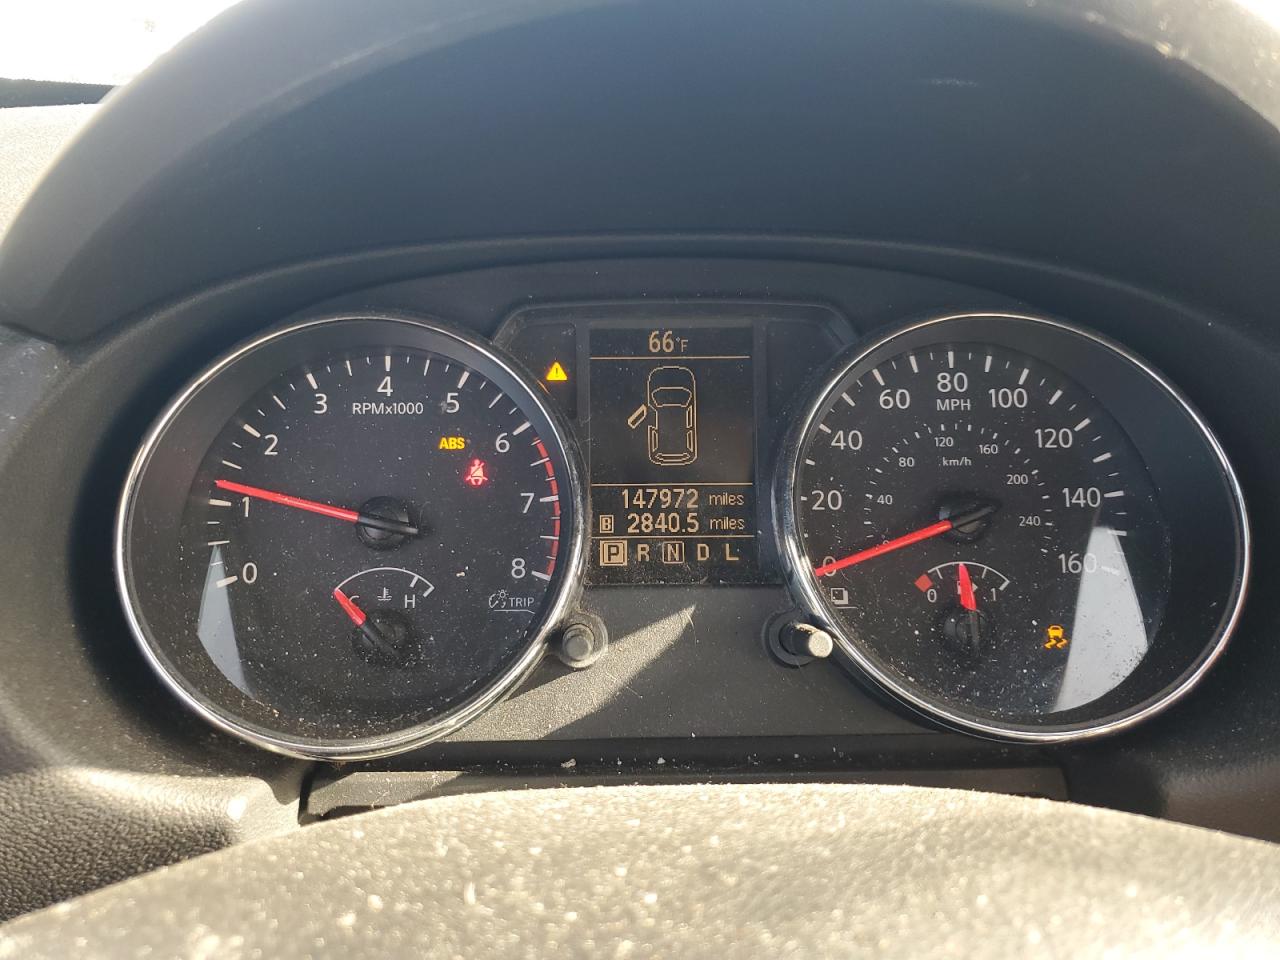 66°F
147972 miles
B 2840.5 miles
P R N D L
0 1 2 3 4 5 6 7 8
RPMx1000
ABS
C H
TRIP
0 20 40 60 80 100 120 140 160
MPH
40 80 120 160 200 240
km/h
0 1